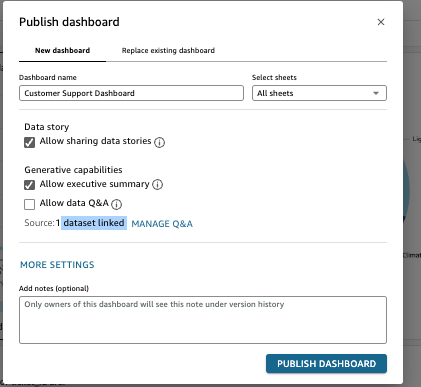 Publish dashboard
New dashboard
Replace existing dashboard
Dashboard name
Select sheets
Customer Support Dashboard
All sheets
Data story
Allow sharing data stories
Generative capabilities
Allow executive summary
Allow data Q&A
Source: 1 dataset linked MANAGE Q&A
MORE SETTINGS
Add notes (optional)
Only owners of this dashboard will see this note under version history
PUBLISH DASHBOARD